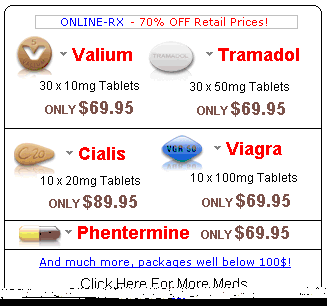 ONLINE-RX - 70% OFF Retail Prices!
Valium
30 x 10mg Tablets
ONLY $69.95
TRAMADOL
Tramadol
30 x 50mg Tablets
ONLY $69.95
Cialis
10 x 20mg Tablets
ONLY $89.95
VGR 50
Viagra
10 x 100mg Tablets
ONLY $69.95
Phentermine ONLY $69.95
And much more, packages well below 100$!
Click Here For More Meds